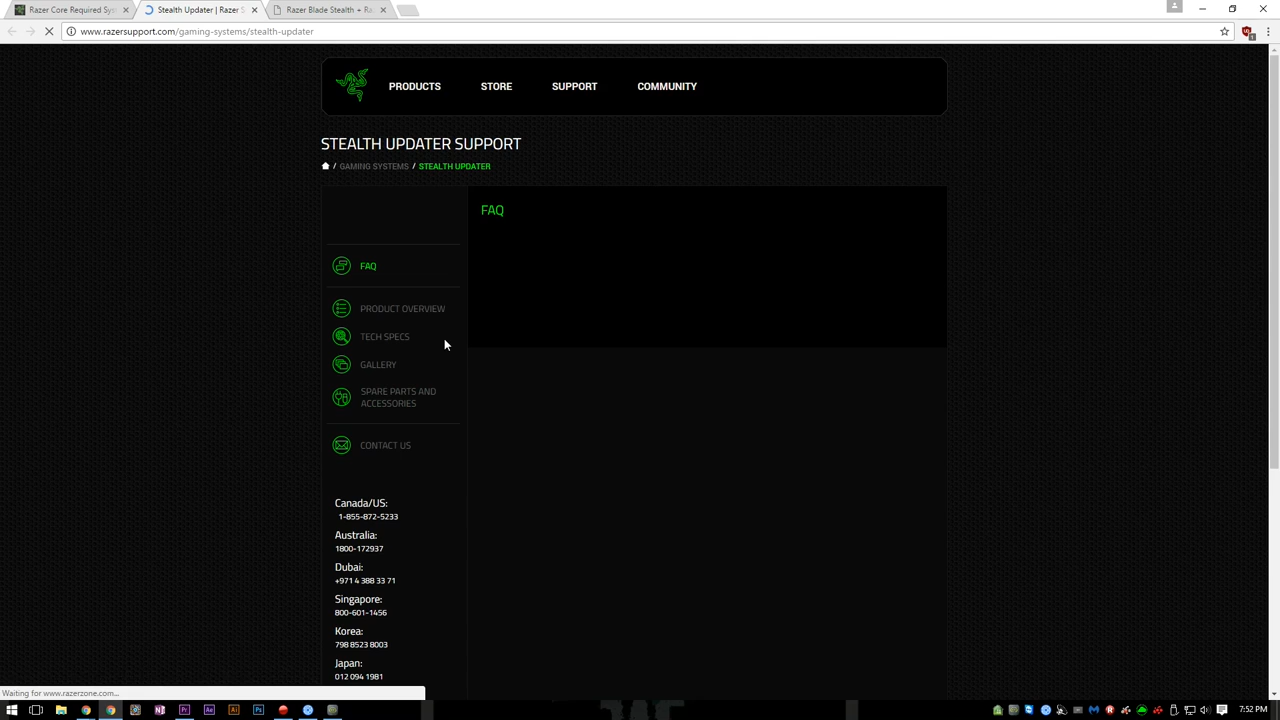 Razer Core Required Sys
Stealth Updater | Razer S
Razer Blade Stealth + Ra
www.razersupport.com/gaming-systems/stealth-updater
PRODUCTS
STORE
SUPPORT
COMMUNITY
STEALTH UPDATER SUPPORT
/ GAMING SYSTEMS / STEALTH UPDATER
FAQ
FAQ
PRODUCT OVERVIEW
TECH SPECS
GALLERY
SPARE PARTS AND
ACCESSORIES
CONTACT US
Canada/US:
1-855-872-5233
Australia:
1800-172937
Dubai:
+971 4 388 33 71
Singapore:
800-601-1456
Korea:
798 8523 8003
Japan:
012 094 1981
Waiting for www.razerzone.com...
7:52 PM